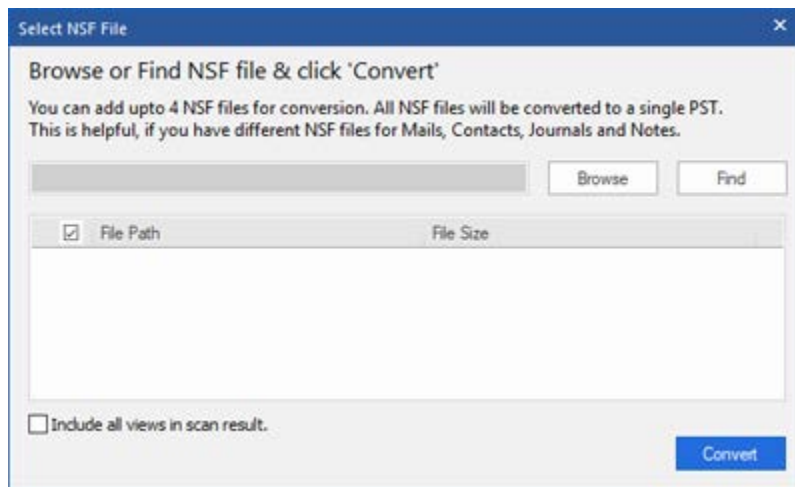 Select NSF File
Browse or Find NSF file & click 'Convert'
You can add upto 4 NSF files for conversion. All NSF files will be converted to a single PST.
This is helpful, if you have different NSF files for Mails, Contacts, Journals and Notes.
Browse Find
File Path File Size
Include all views in scan result.
Convert